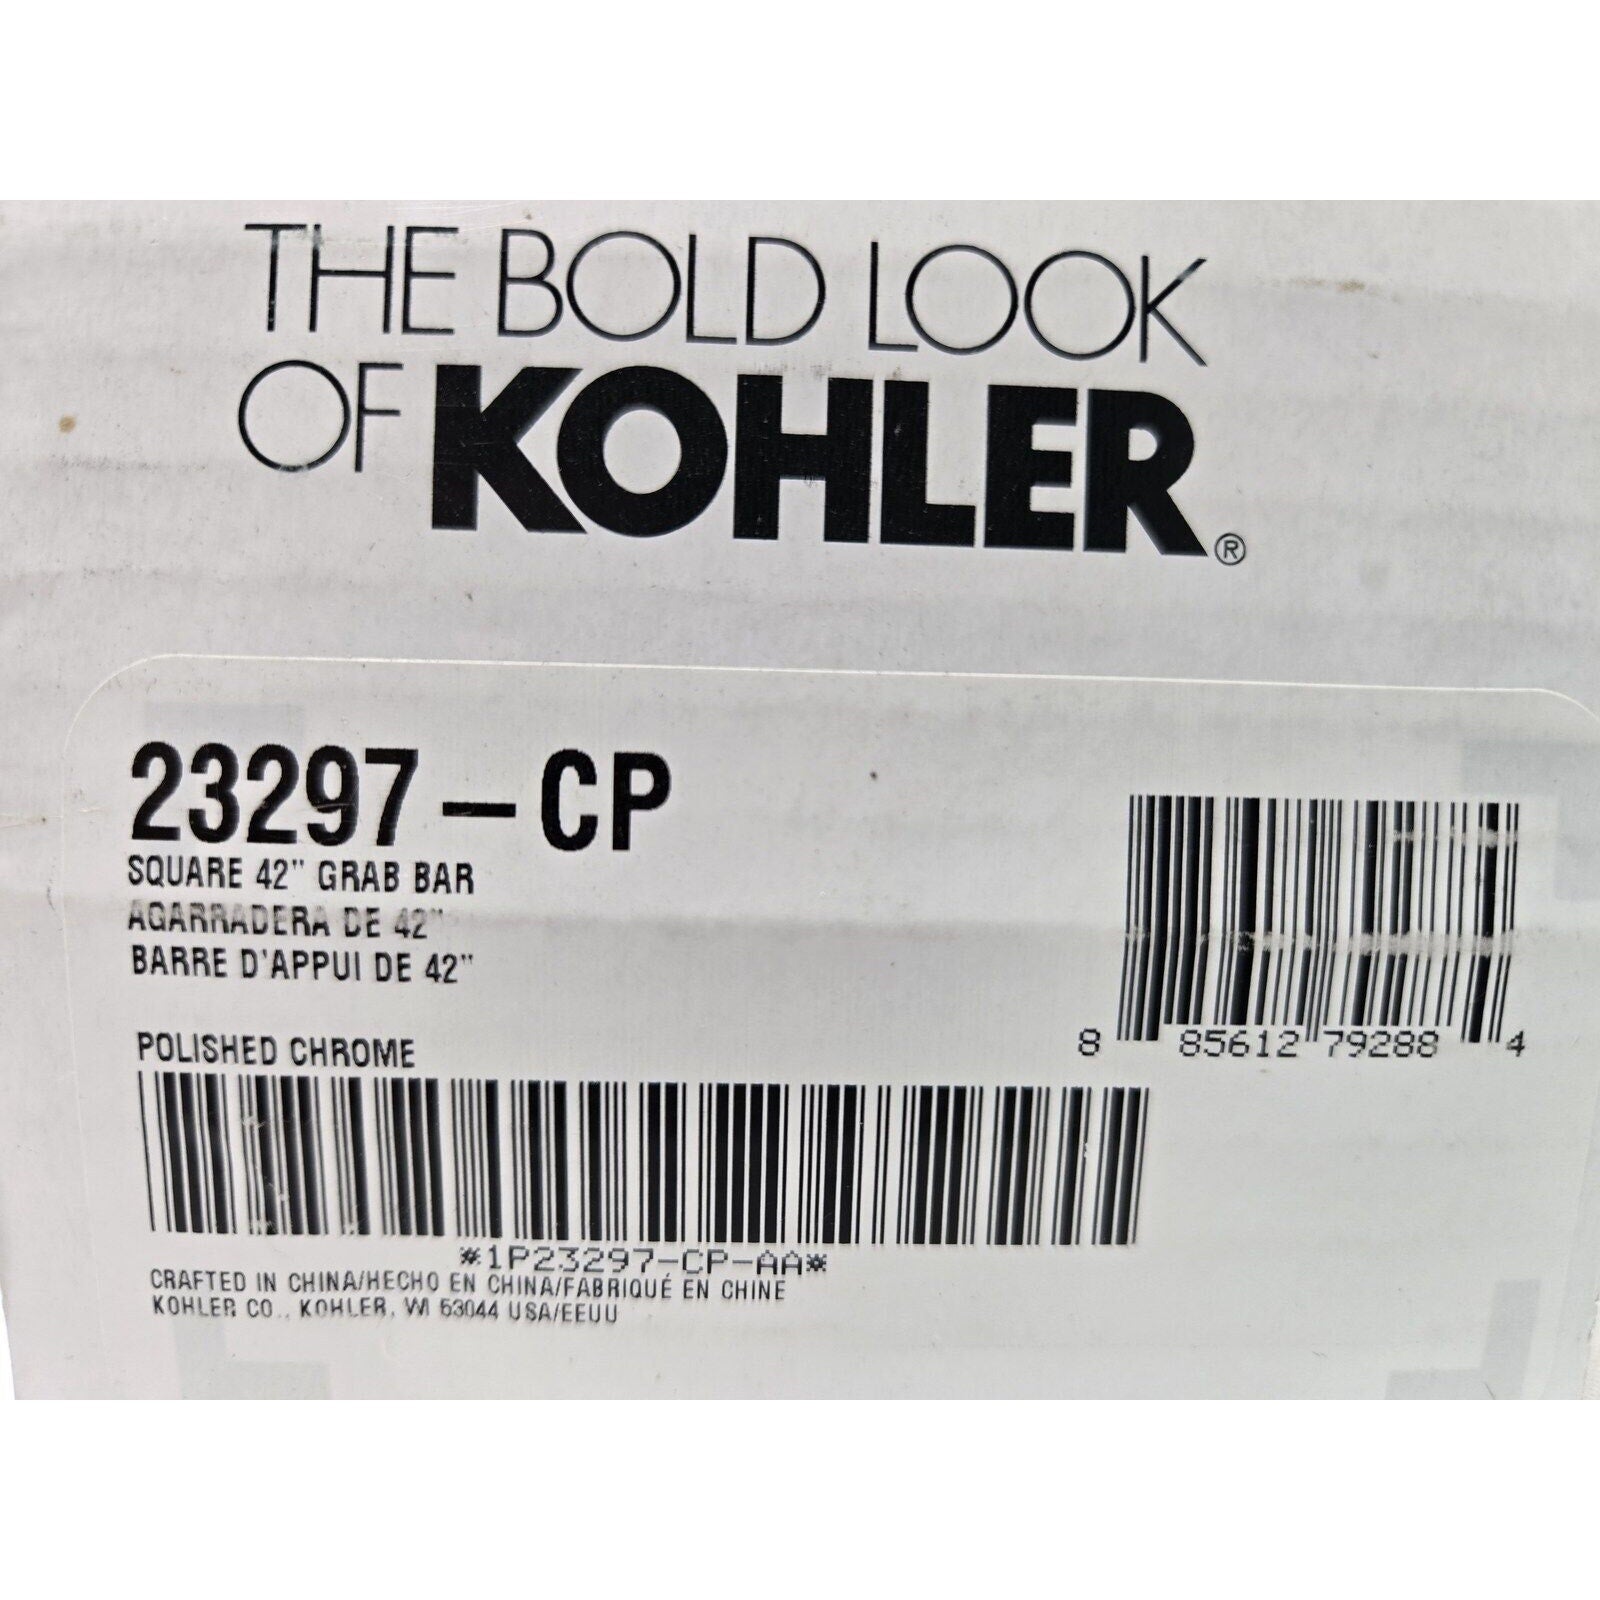 THE BOLD LOOK
OF KOHLER®
23297-CP
SQUARE 42" GRAB BAR
AGARRADERA DE 42"
BARRE D'APPUI DE 42"
POLISHED CHROME
8 85612 79288 4
*1P23297-CP-AA*
CRAFTED IN CHINA/HECHO EN CHINA/FABRIQUÉ EN CHINE
KOHLER CO., KOHLER, WI 53044 USA/EEUU